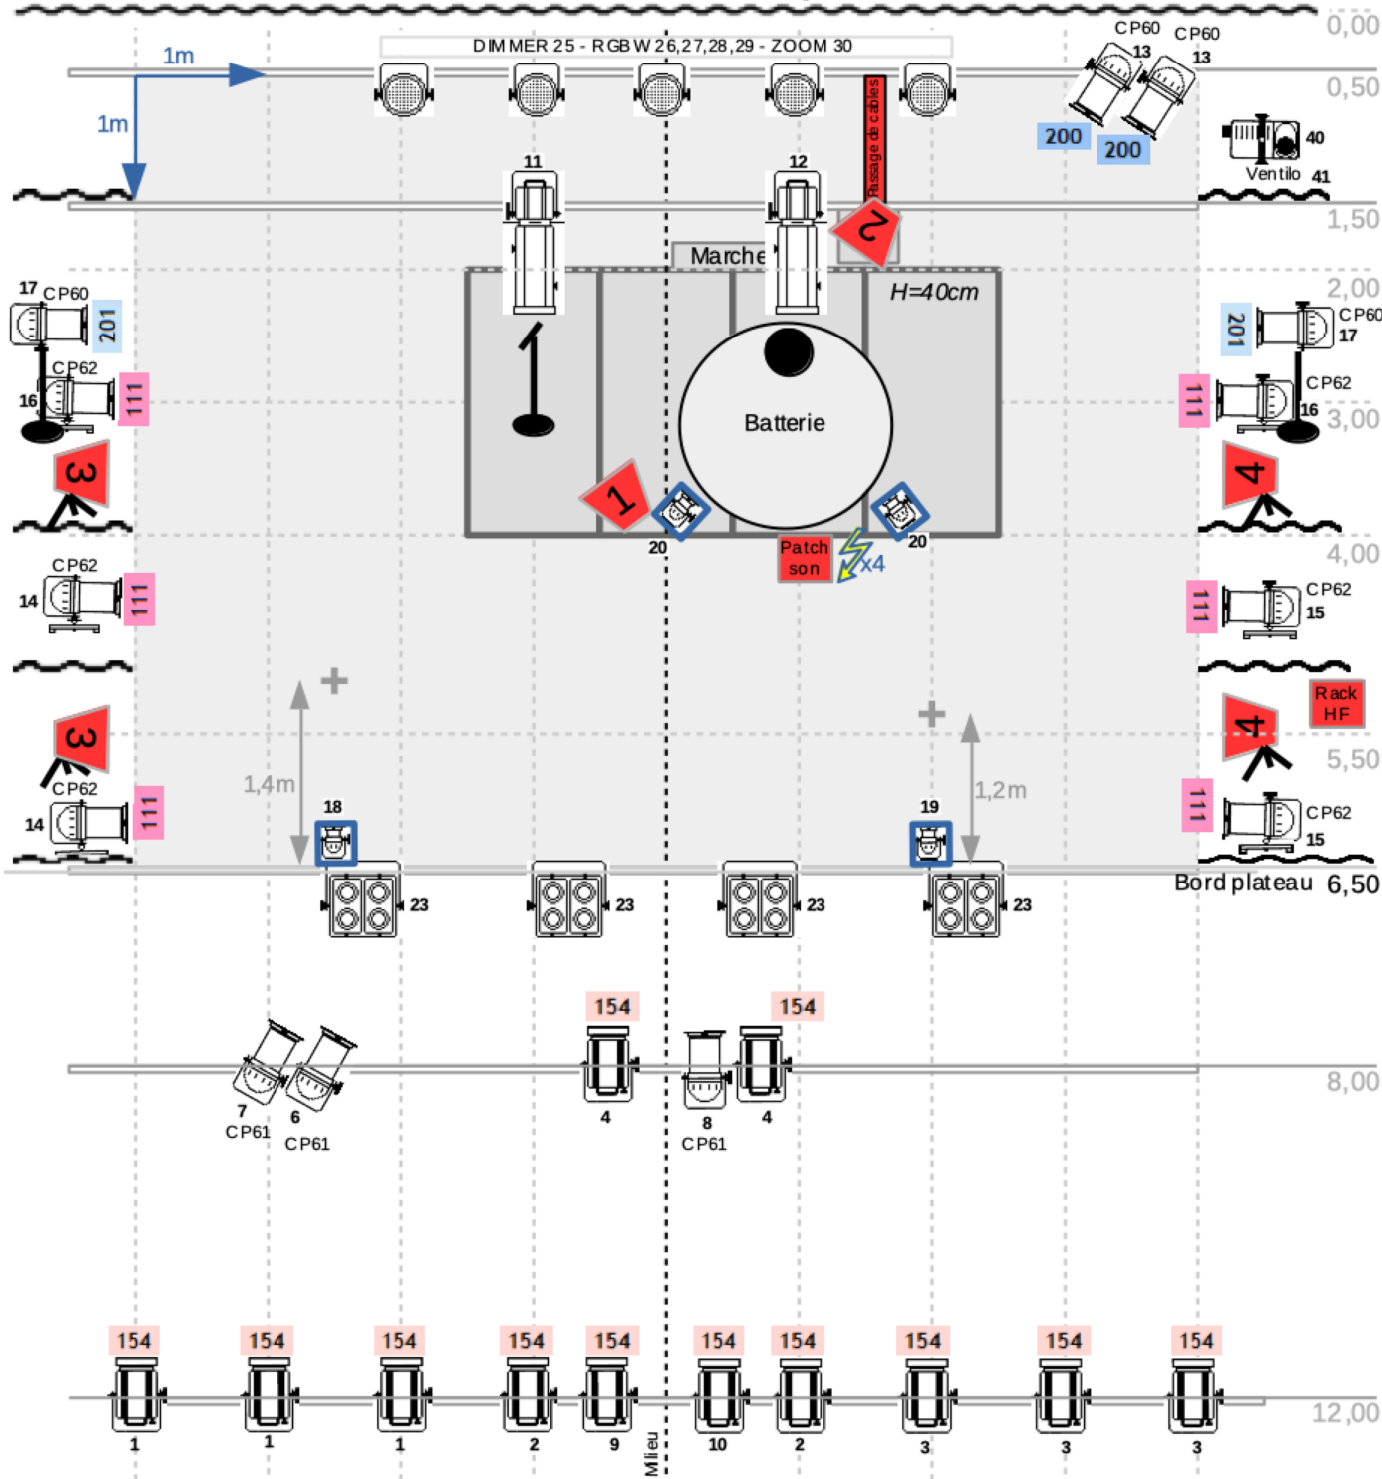 0,00
DIMMER 25 - RGBW 26,27,28,29 - ZOOM 30
CP60
CP60
13
13
1m
0,50
1m
Passage de cables
200
200
40
Ventilo 41
11
12
2
1,50
Marche
H=40cm
2,00
17 CP60
201
CP60
17
201
CP62
16
111
CP62
16
111
1
3,00
Batterie
3
4
1
20
20
Patch
son
x4
4,00
CP62
14
111
CP62
15
111
Rack
HF
3
4
5,50
1,4m
1,2m
CP62
14
111
18
19
CP62
15
111
Bord plateau 6,50
23
23
23
23
154
154
8,00
7
CP61
6
CP61
4
8
CP61
4
154
154
154
154
154
154
154
154
154
154
12,00
1
1
1
2
9
10
2
3
3
3
Milieu